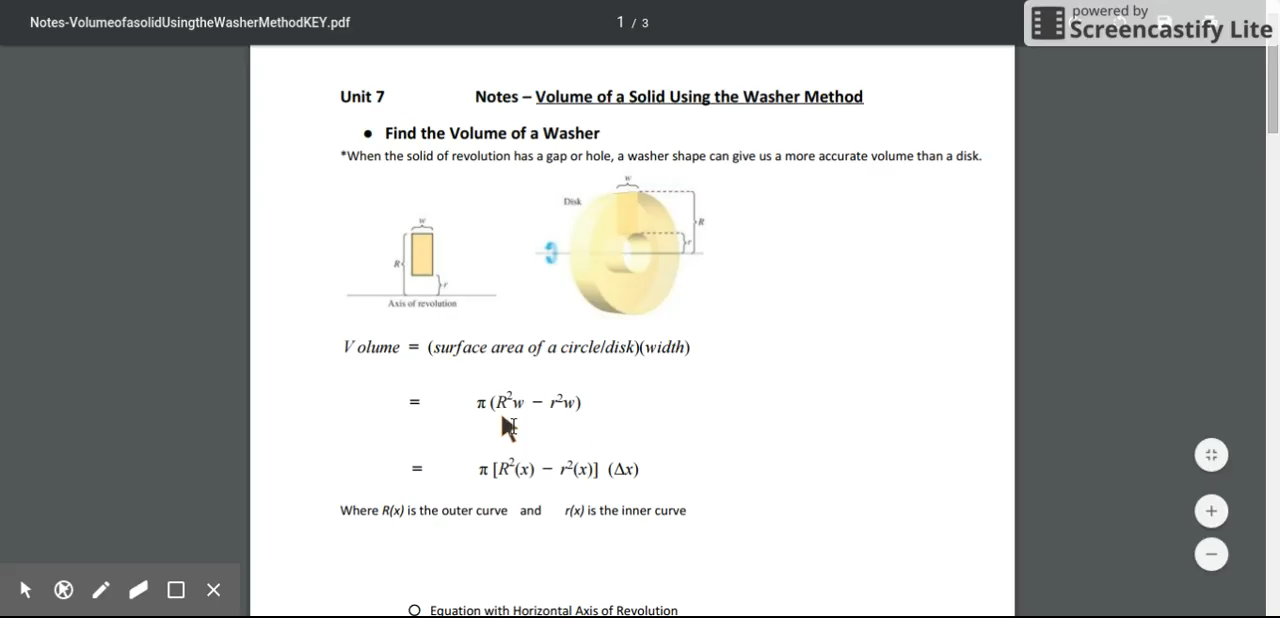 Notes-VolumeofasolidUsingtheWasherMethodKEY.pdf
1 / 3
powered by
Screencastify Lite
Unit 7 Notes – Volume of a Solid Using the Washer Method
● Find the Volume of a Washer
*When the solid of revolution has a gap or hole, a washer shape can give us a more accurate volume than a disk.
w
Disk
R
r
w
R
r
Axis of revolution
Volume = (surface area of a circle/disk)(width)
= π (R²w − r²w)
= π [R²(x) − r²(x)] (Δx)
Where R(x) is the outer curve and r(x) is the inner curve
○ Equation with Horizontal Axis of Revolution